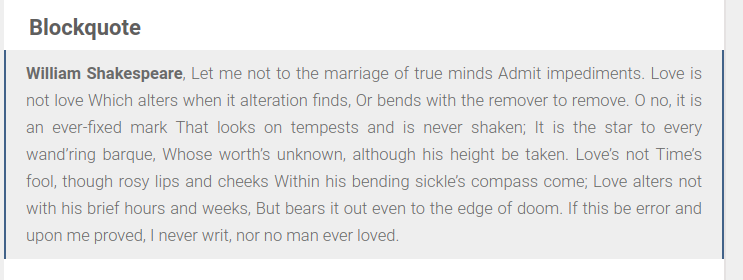 Blockquote
William Shakespeare, Let me not to the marriage of true minds Admit impediments. Love is
not love Which alters when it alteration finds, Or bends with the remover to remove. O no, it is
an ever-fixed mark That looks on tempests and is never shaken; It is the star to every
wand’ring barque, Whose worth’s unknown, although his height be taken. Love’s not Time’s
fool, though rosy lips and cheeks Within his bending sickle’s compass come; Love alters not
with his brief hours and weeks, But bears it out even to the edge of doom. If this be error and
upon me proved, I never writ, nor no man ever loved.